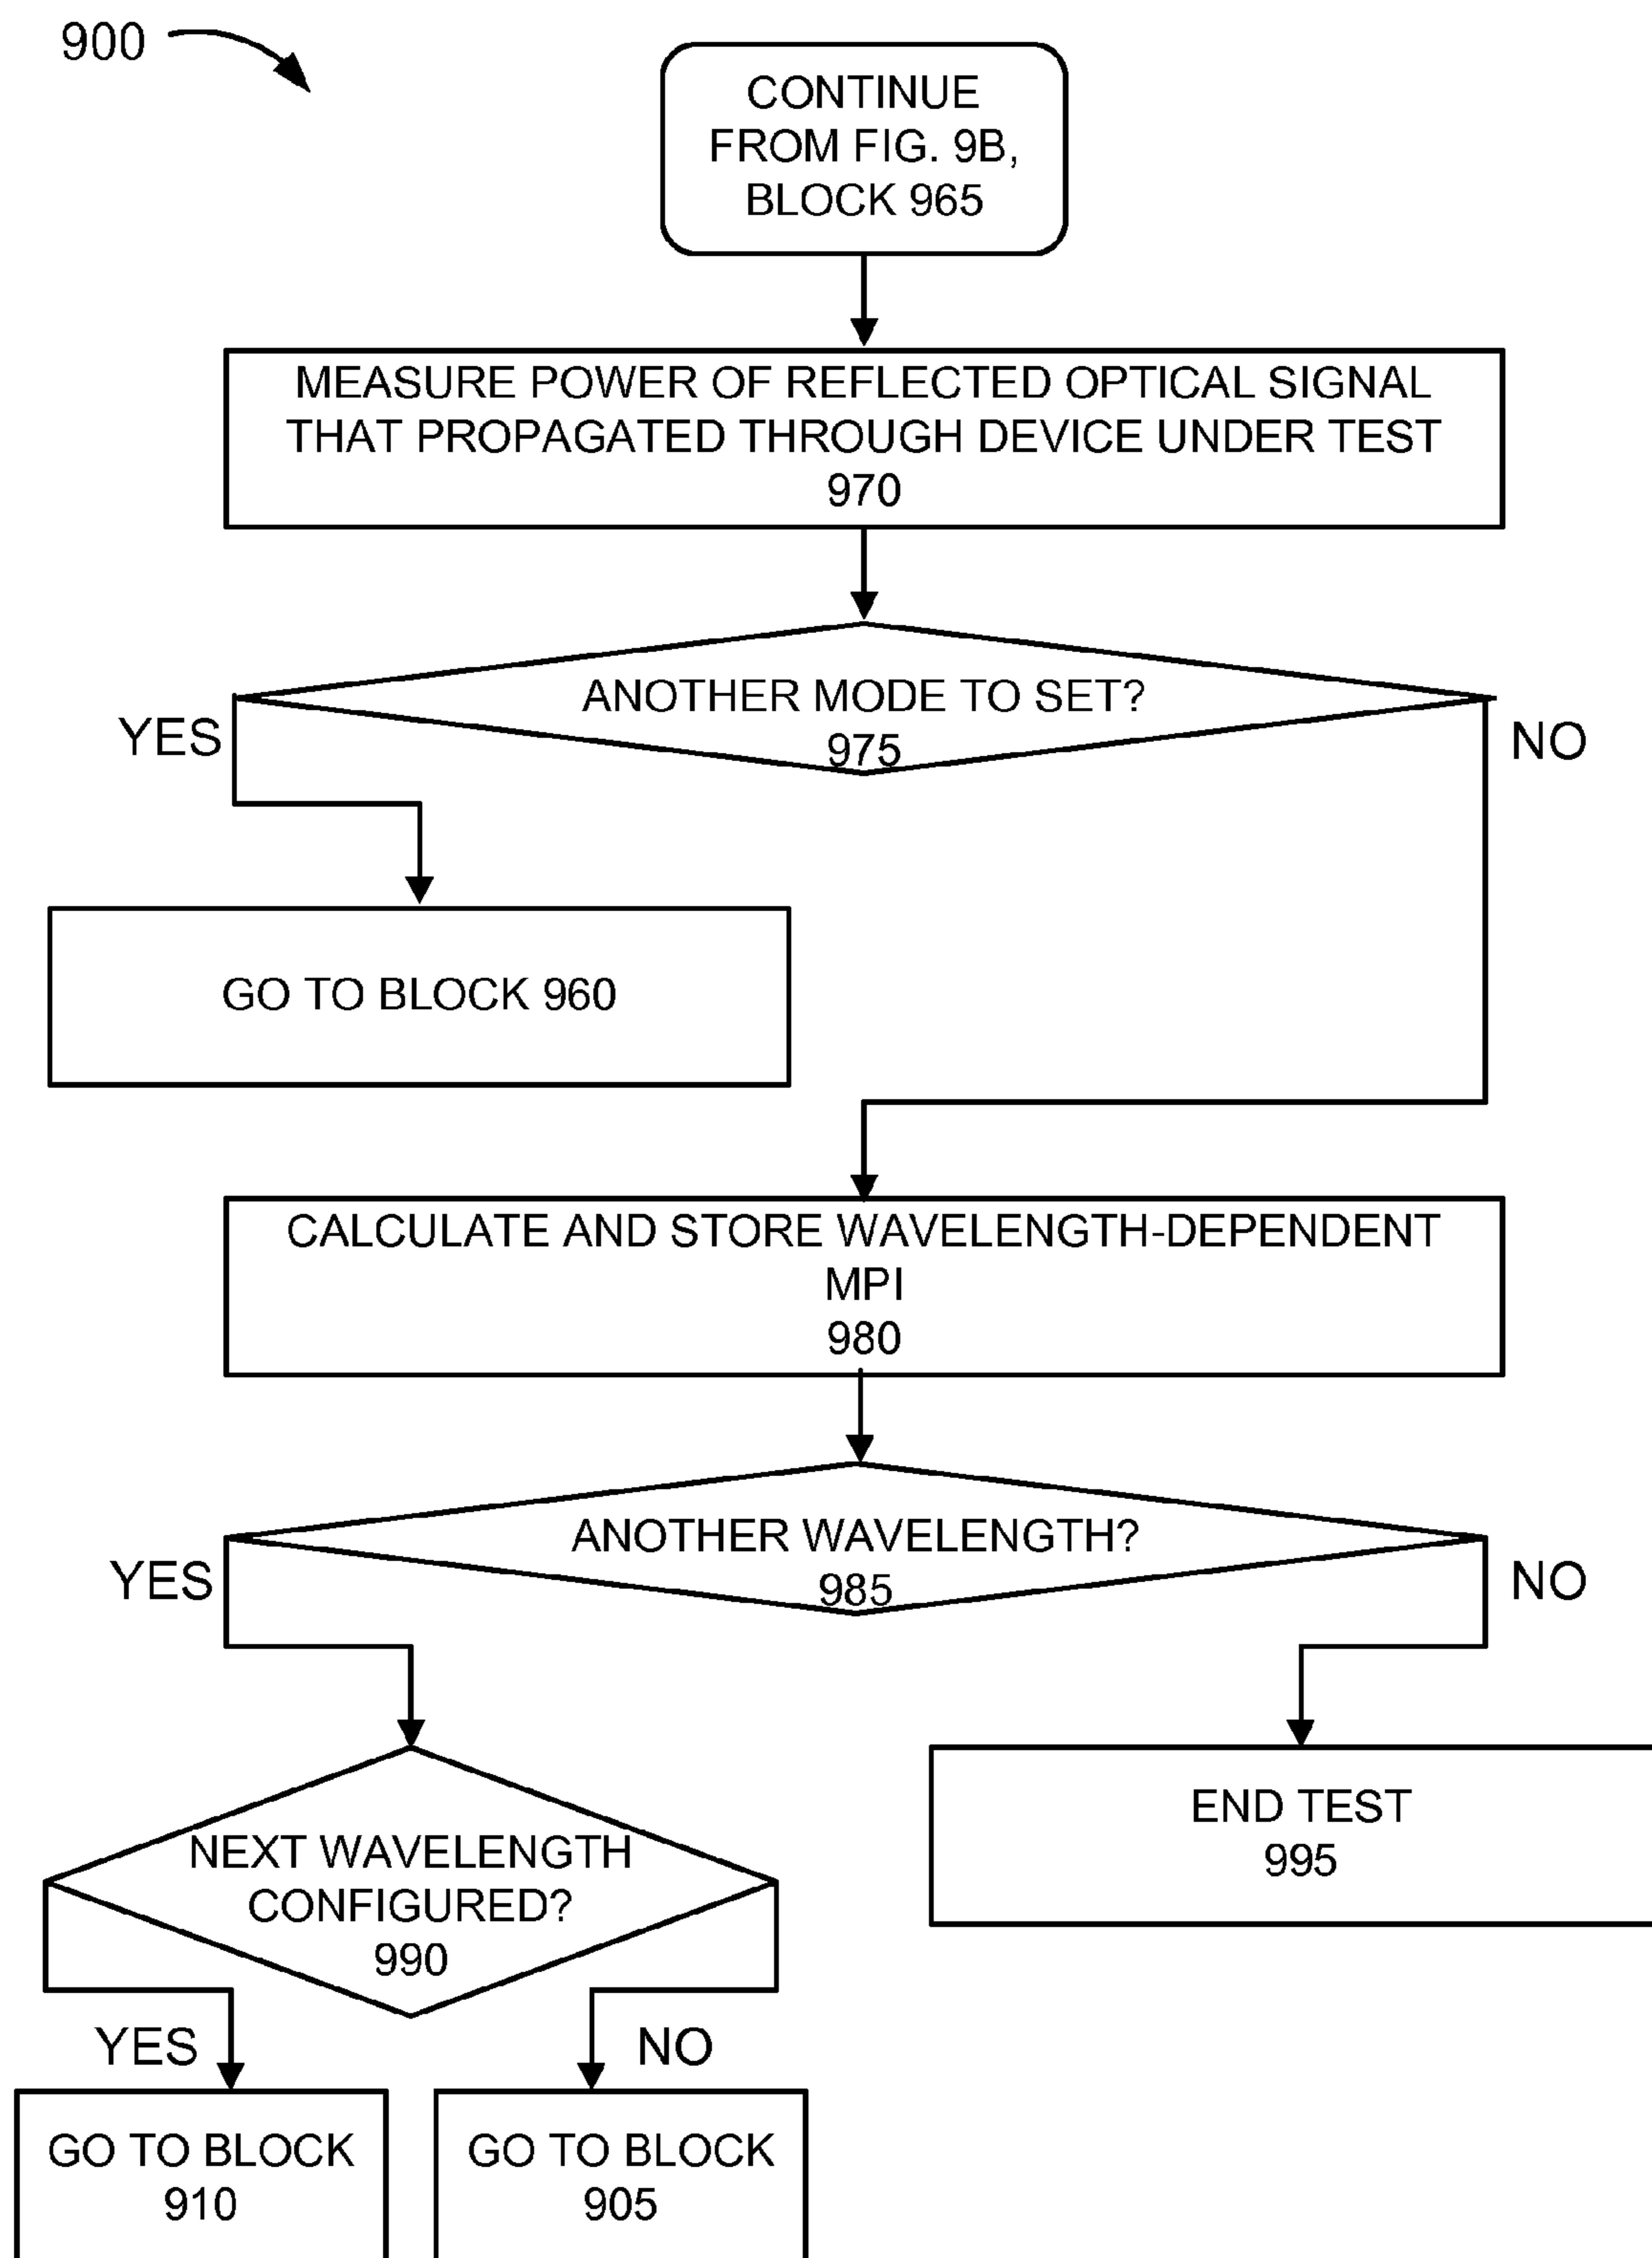 900
CONTINUE
FROM FIG. 9B,
BLOCK 965
MEASURE POWER OF REFLECTED OPTICAL SIGNAL
THAT PROPAGATED THROUGH DEVICE UNDER TEST
970
ANOTHER MODE TO SET?
975
YES
NO
GO TO BLOCK 960
CALCULATE AND STORE WAVELENGTH-DEPENDENT
MPI
980
ANOTHER WAVELENGTH?
985
YES
NO
NEXT WAVELENGTH
CONFIGURED?
990
END TEST
995
YES
NO
GO TO BLOCK
910
GO TO BLOCK
905